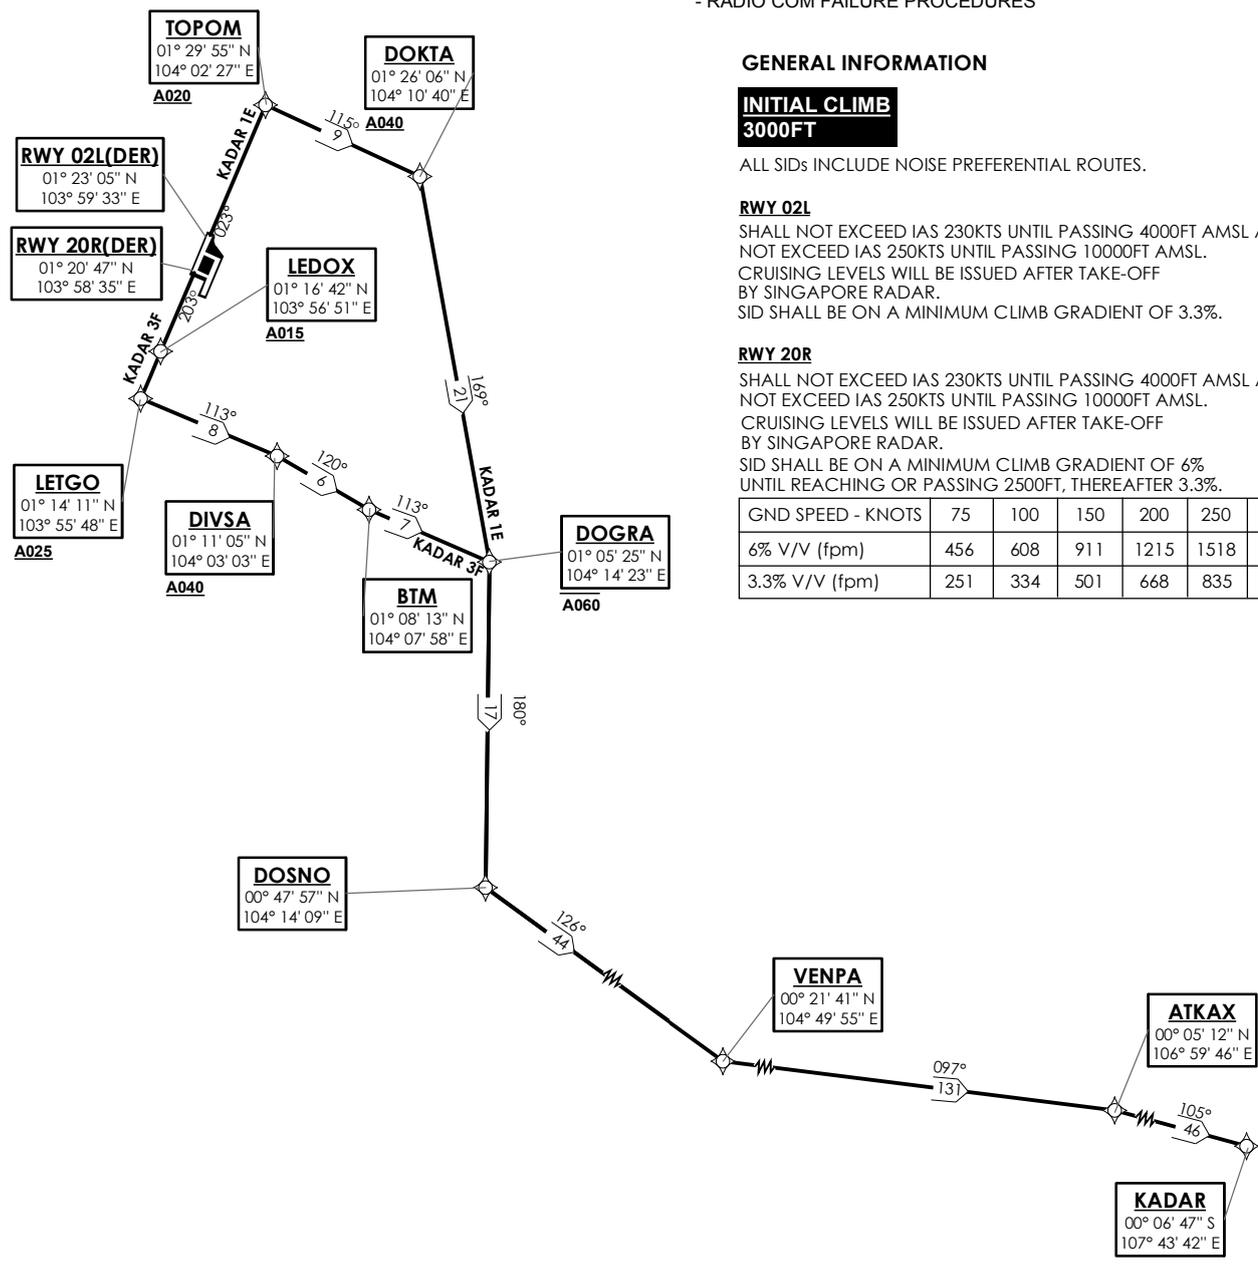 - RADIO COM FAILURE PROCEDURES
TOPOM
01° 29' 55" N
104° 02' 27" E
A020
DOKTA
01° 26' 06" N
104° 10' 40" E
A040
GENERAL INFORMATION
INITIAL CLIMB
3000FT
ALL SIDs INCLUDE NOISE PREFERENTIAL ROUTES.
RWY 02L
SHALL NOT EXCEED IAS 230KTS UNTIL PASSING 4000FT AMSL
NOT EXCEED IAS 250KTS UNTIL PASSING 10000FT AMSL.
CRUISING LEVELS WILL BE ISSUED AFTER TAKE-OFF
BY SINGAPORE RADAR.
SID SHALL BE ON A MINIMUM CLIMB GRADIENT OF 3.3%.
RWY 20R
SHALL NOT EXCEED IAS 230KTS UNTIL PASSING 4000FT AMSL
NOT EXCEED IAS 250KTS UNTIL PASSING 10000FT AMSL.
CRUISING LEVELS WILL BE ISSUED AFTER TAKE-OFF
BY SINGAPORE RADAR.
SID SHALL BE ON A MINIMUM CLIMB GRADIENT OF 6%
UNTIL REACHING OR PASSING 2500FT, THEREAFTER 3.3%.
GND SPEED - KNOTS 75 100 150 200 250
6% V/V (fpm) 456 608 911 1215 1518
3.3% V/V (fpm) 251 334 501 668 835
115°
9
KADAR 1E
RWY 02L(DER)
01° 23' 05" N
103° 59' 33" E
023°
RWY 20R(DER)
01° 20' 47" N
103° 58' 35" E
203°
LEDOX
01° 16' 42" N
103° 56' 51" E
A015
KADAR 3F
169°
21
KADAR 1E
113°
8
120°
6
113°
7
KADAR 3F
LETGO
01° 14' 11" N
103° 55' 48" E
A025
DIVSA
01° 11' 05" N
104° 03' 03" E
A040
BTM
01° 08' 13" N
104° 07' 58" E
DOGRA
01° 05' 25" N
104° 14' 23" E
A060
180°
17
DOSNO
00° 47' 57" N
104° 14' 09" E
126°
44
VENPA
00° 21' 41" N
104° 49' 55" E
097°
131
ATKAX
00° 05' 12" N
106° 59' 46" E
105°
46
KADAR
00° 06' 47" S
107° 43' 42" E